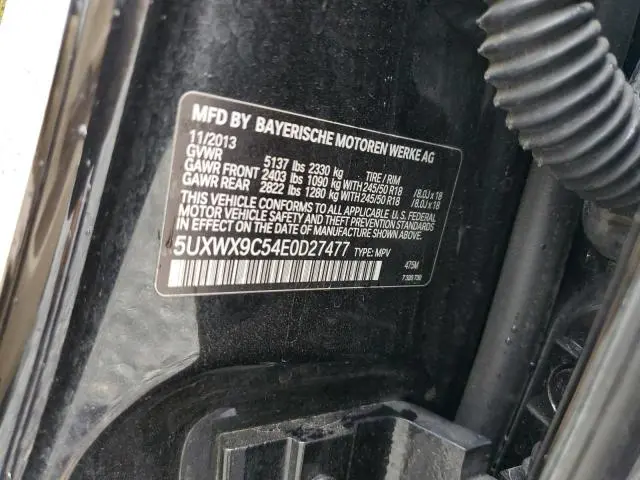 MFD BY BAYERISCHE MOTOREN WERKE AG
11/2013
GVWR 5137 lbs 2330 kg TIRE / RIM
GAWR FRONT 2403 lbs 1090 kg WITH 245/50 R18 /8.0J x 18
GAWR REAR 2822 lbs 1280 kg WITH 245/50 R18 /8.0J x 18
THIS VEHICLE CONFORMS TO ALL APPLICABLE U.S. FEDERAL
MOTOR VEHICLE SAFETY AND THEFT PREVENTION STANDARDS
IN EFFECT ON THE DATE OF MANUFACTURE SHOWN ABOVE.
5UXWX9C54E0D27477 TYPE: MPV
475M